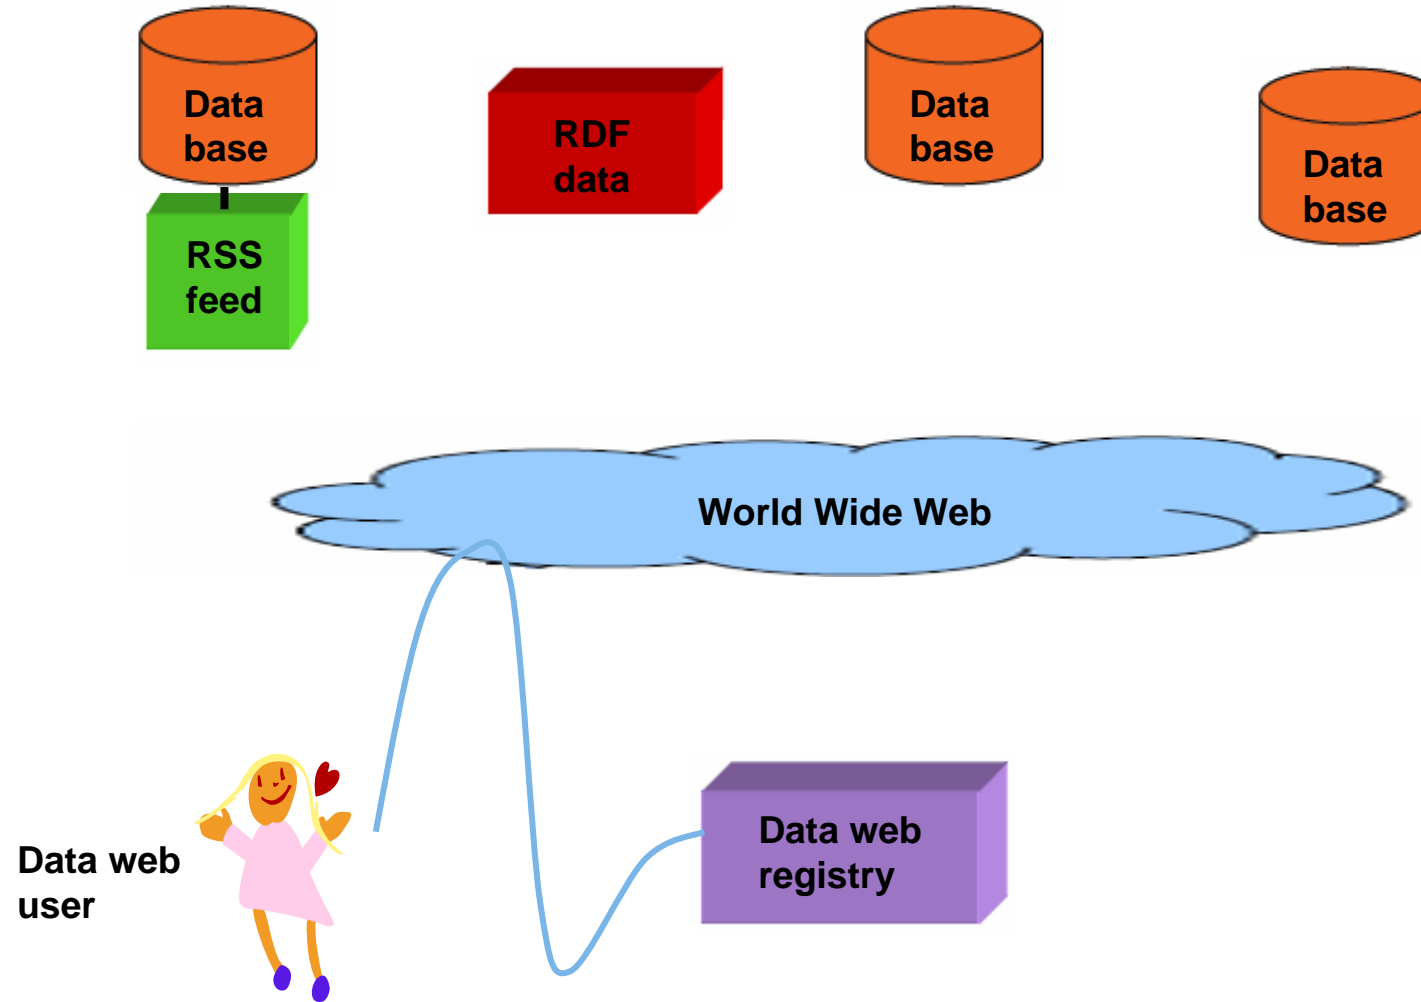 Data
base
RDF
data
Data
base
Data
base
RSS
feed
World Wide Web
Data web
user
Data web
registry